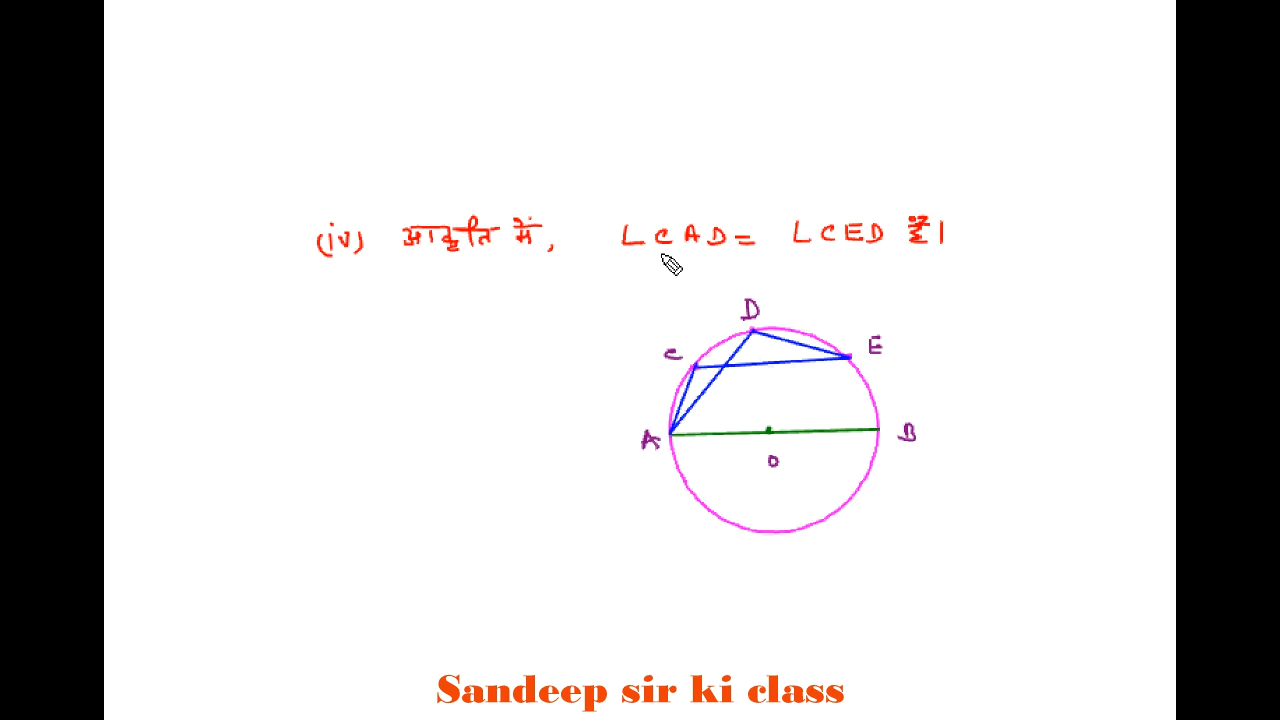 (iv) आकृति में, ∠CAD = ∠CED है।
D
C
E
A
B
O
Sandeep sir ki class